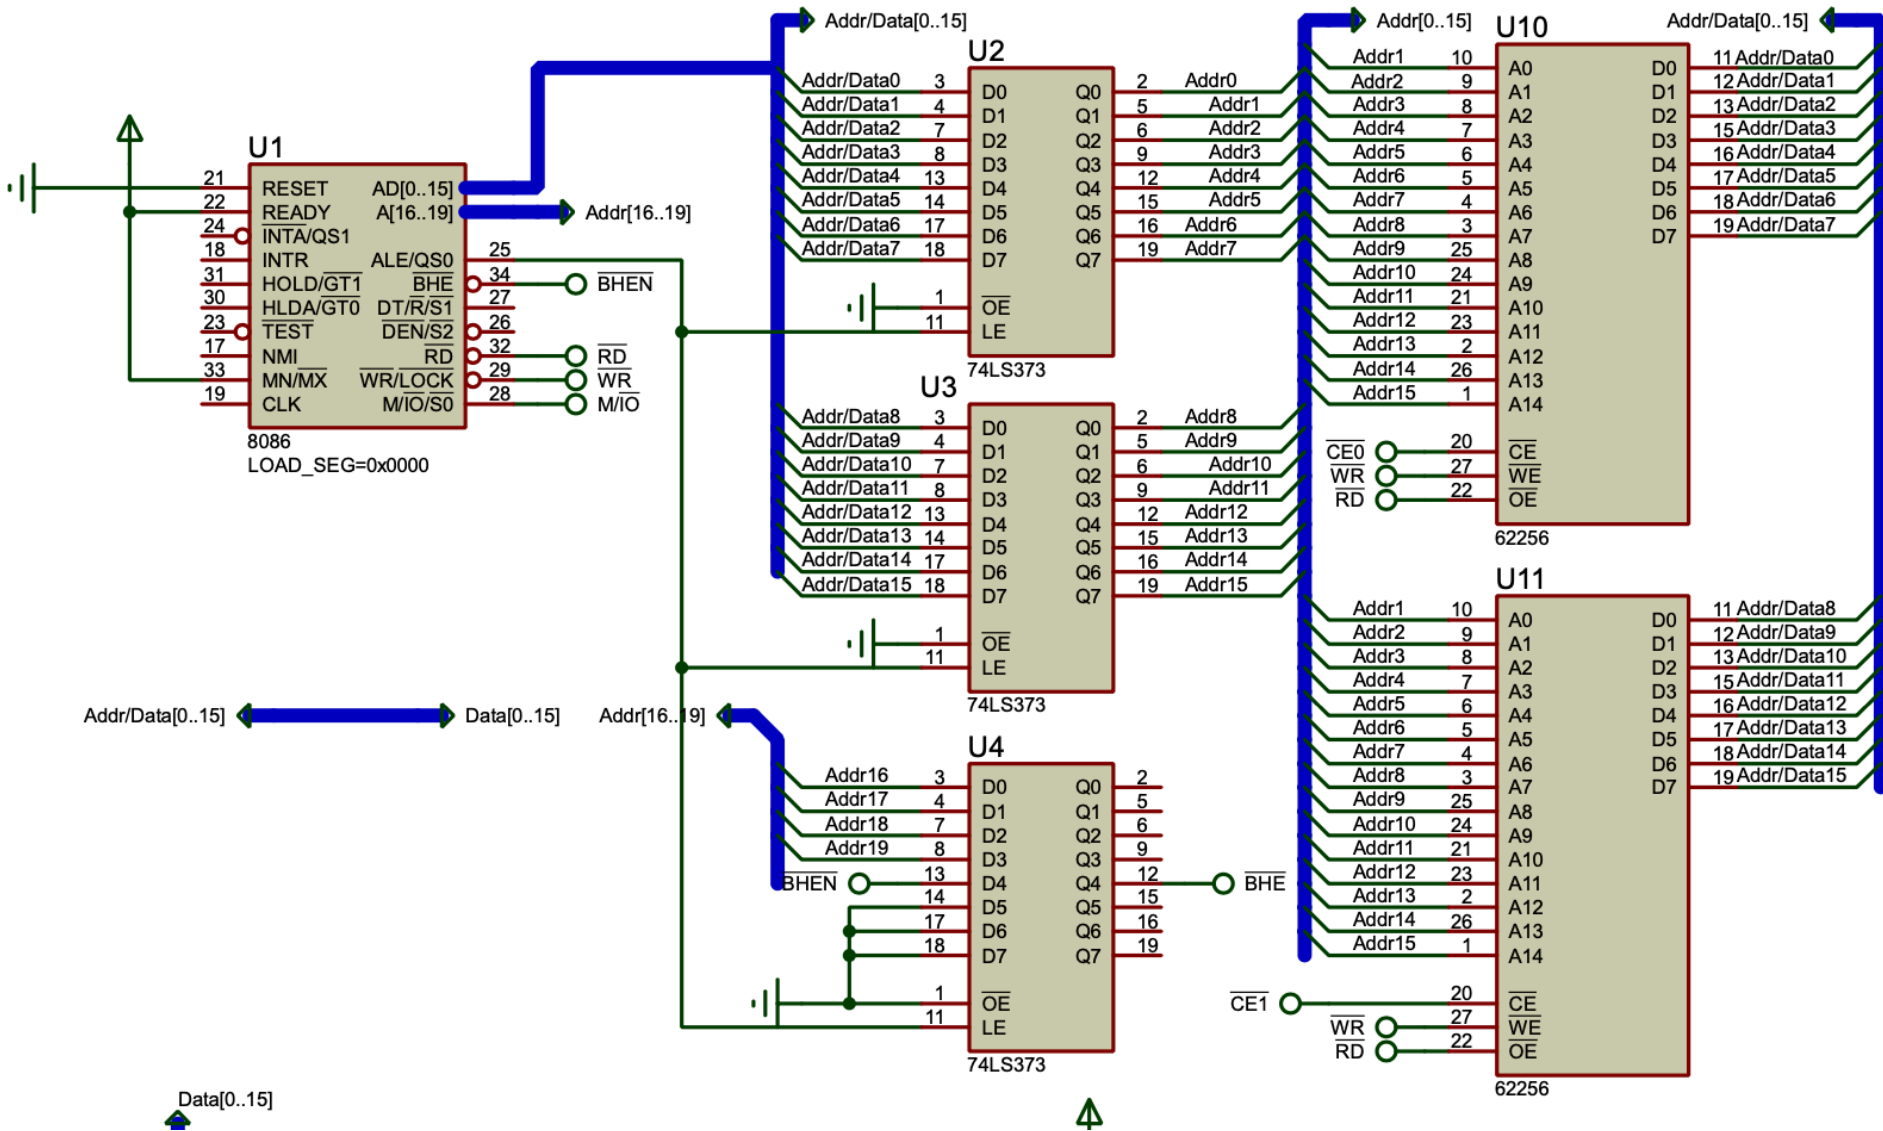 Addr/Data[0..15]
Addr[0..15]
Addr/Data[0..15]
U1
21 RESET AD[0..15]
22 READY A[16..19] Addr[16..19]
24 INTA/QS1
18 INTR ALE/QS0 25
31 HOLD/GT1 BHE 34 BHEN
30 HLDA/GT0 DT/R/S1 27
23 TEST DEN/S2 26
17 NMI RD 32 RD
33 MN/MX WR/LOCK 29 WR
19 CLK M/IO/S0 28 M/IO
8086
LOAD_SEG=0x0000
U2
Addr/Data0 3 D0 Q0 2 Addr0
Addr/Data1 4 D1 Q1 5 Addr1
Addr/Data2 7 D2 Q2 6 Addr2
Addr/Data3 8 D3 Q3 9 Addr3
Addr/Data4 13 D4 Q4 12 Addr4
Addr/Data5 14 D5 Q5 15 Addr5
Addr/Data6 17 D6 Q6 16 Addr6
Addr/Data7 18 D7 Q7 19 Addr7
1 OE
11 LE
74LS373
U3
Addr/Data8 3 D0 Q0 2 Addr8
Addr/Data9 4 D1 Q1 5 Addr9
Addr/Data10 7 D2 Q2 6 Addr10
Addr/Data11 8 D3 Q3 9 Addr11
Addr/Data12 13 D4 Q4 12 Addr12
Addr/Data13 14 D5 Q5 15 Addr13
Addr/Data14 17 D6 Q6 16 Addr14
Addr/Data15 18 D7 Q7 19 Addr15
1 OE
11 LE
74LS373
Addr/Data[0..15] Data[0..15]
Addr[16..19]
U4
Addr16 3 D0 Q0 2
Addr17 4 D1 Q1 5
Addr18 7 D2 Q2 6
Addr19 8 D3 Q3 9
BHEN 13 D4 Q4 12 BHE
14 D5 Q5 15
17 D6 Q6 16
18 D7 Q7 19
1 OE
11 LE
74LS373
U10
Addr1 10 A0 D0 11 Addr/Data0
Addr2 9 A1 D1 12 Addr/Data1
Addr3 8 A2 D2 13 Addr/Data2
Addr4 7 A3 D3 15 Addr/Data3
Addr5 6 A4 D4 16 Addr/Data4
Addr6 5 A5 D5 17 Addr/Data5
Addr7 4 A6 D6 18 Addr/Data6
Addr8 3 A7 D7 19 Addr/Data7
Addr9 25 A8
Addr10 24 A9
Addr11 21 A10
Addr12 23 A11
Addr13 2 A12
Addr14 26 A13
Addr15 1 A14
CE0 20 CE
WR 27 WE
RD 22 OE
62256
U11
Addr1 10 A0 D0 11 Addr/Data8
Addr2 9 A1 D1 12 Addr/Data9
Addr3 8 A2 D2 13 Addr/Data10
Addr4 7 A3 D3 15 Addr/Data11
Addr5 6 A4 D4 16 Addr/Data12
Addr6 5 A5 D5 17 Addr/Data13
Addr7 4 A6 D6 18 Addr/Data14
Addr8 3 A7 D7 19 Addr/Data15
Addr9 25 A8
Addr10 24 A9
Addr11 21 A10
Addr12 23 A11
Addr13 2 A12
Addr14 26 A13
Addr15 1 A14
CE1 20 CE
WR 27 WE
RD 22 OE
62256
Data[0..15]